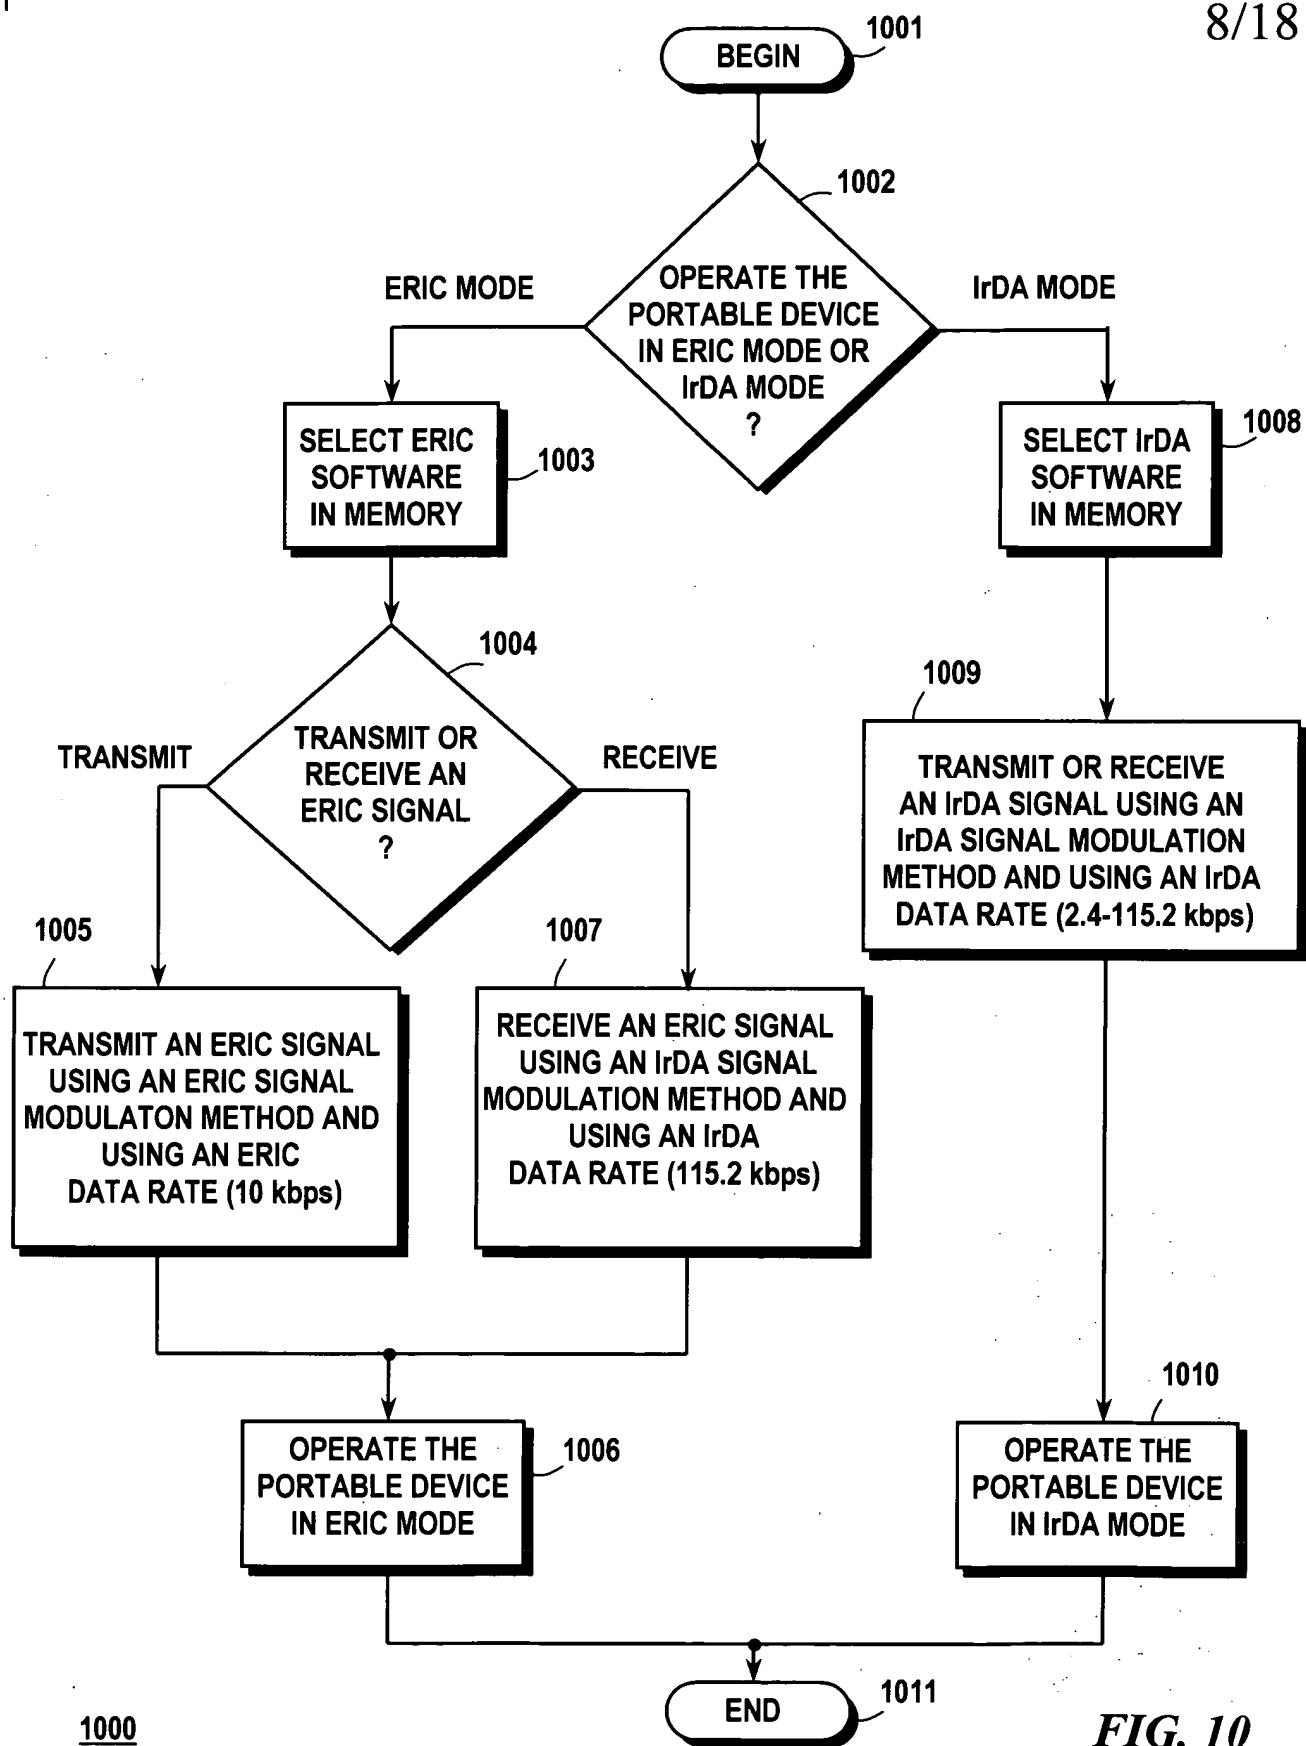 8/18
1001
BEGIN
1002
OPERATE THE
PORTABLE DEVICE
IN ERIC MODE OR
IrDA MODE
?
ERIC MODE
IrDA MODE
SELECT ERIC
SOFTWARE
IN MEMORY
1003
SELECT IrDA
SOFTWARE
IN MEMORY
1008
1004
TRANSMIT OR
RECEIVE AN
ERIC SIGNAL
?
TRANSMIT
RECEIVE
1009
TRANSMIT OR RECEIVE
AN IrDA SIGNAL USING AN
IrDA SIGNAL MODULATION
METHOD AND USING AN IrDA
DATA RATE (2.4-115.2 kbps)
1005
TRANSMIT AN ERIC SIGNAL
USING AN ERIC SIGNAL
MODULATON METHOD AND
USING AN ERIC
DATA RATE (10 kbps)
1007
RECEIVE AN ERIC SIGNAL
USING AN IrDA SIGNAL
MODULATION METHOD AND
USING AN IrDA
DATA RATE (115.2 kbps)
OPERATE THE
PORTABLE DEVICE
IN ERIC MODE
1006
1010
OPERATE THE
PORTABLE DEVICE
IN IrDA MODE
END
1011
1000
FIG. 10